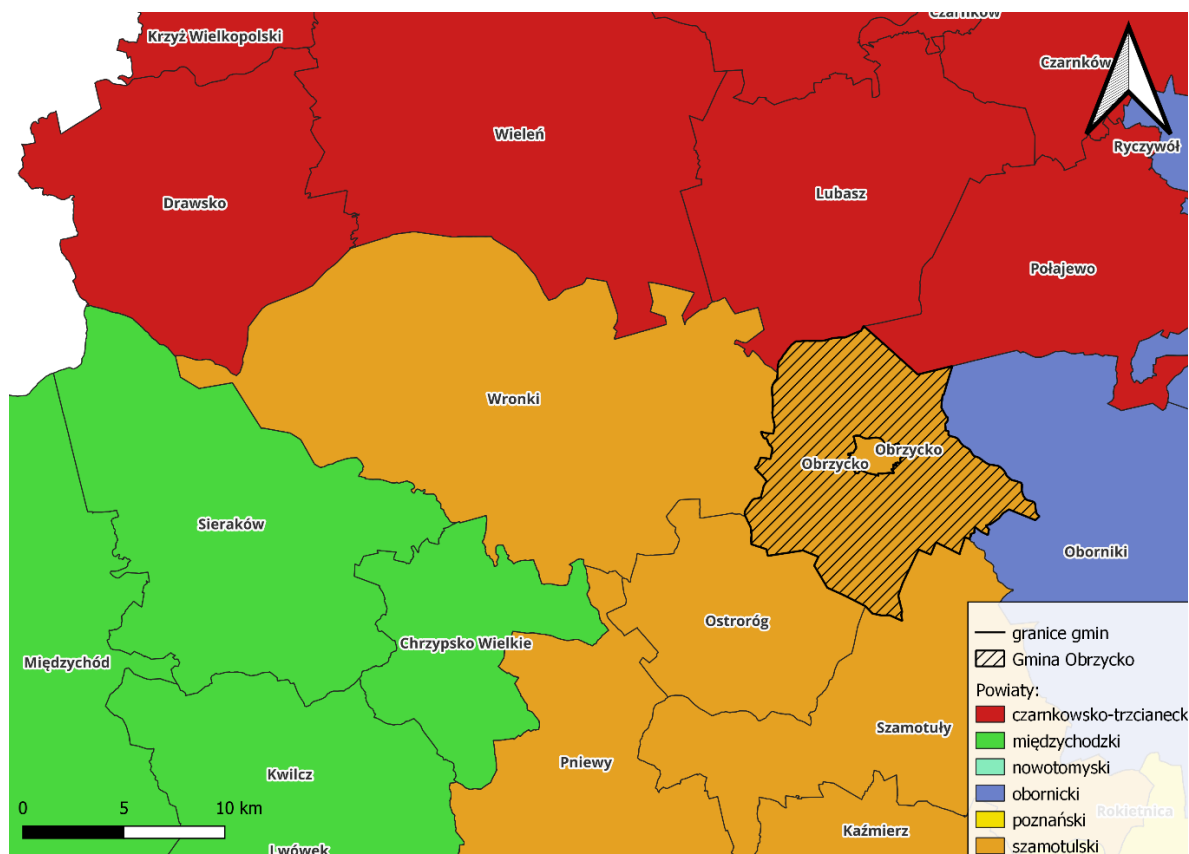 Czarnków
Krzyż Wielkopolski
Czarnków
Wieleń
Ryczywół
Drawsko
Lubasz
Połajewo
Wronki
Obrzycko
Obrzycko
Sieraków
Oborniki
Ostroróg
Chrzypsko Wielkie
Międzychód
Szamotuły
Pniewy
Kwilcz
Rokietnica
Kaźmierz
Lwówek
0 5 10 km
granice gmin
Gmina Obrzycko
Powiaty:
czarnkowsko-trzcianeck
międzychodzki
nowotomyski
obornicki
poznański
szamotulski